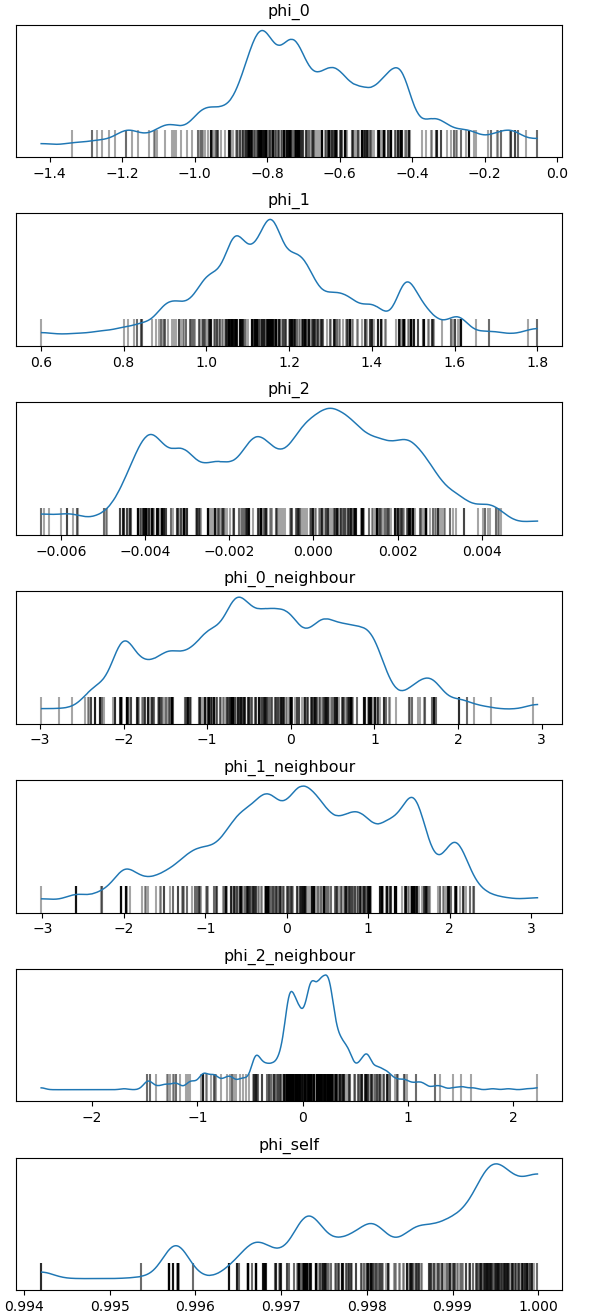 phi_0
−1.4 −1.2 −1.0 −0.8 −0.6 −0.4 −0.2 0.0
phi_1
0.6 0.8 1.0 1.2 1.4 1.6 1.8
phi_2
−0.006 −0.004 −0.002 0.000 0.002 0.004
phi_0_neighbour
−3 −2 −1 0 1 2 3
phi_1_neighbour
−3 −2 −1 0 1 2 3
phi_2_neighbour
−2 −1 0 1 2
phi_self
0.994 0.995 0.996 0.997 0.998 0.999 1.000